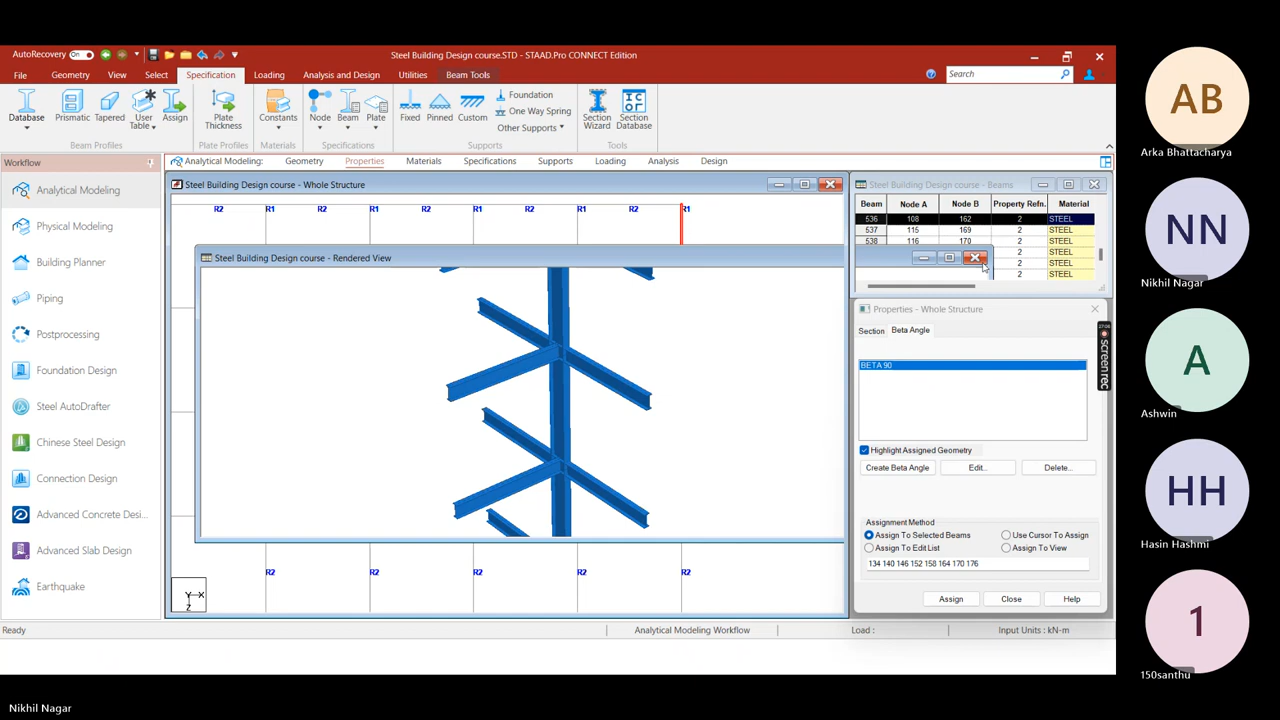 AutoRecovery On
Steel Building Design course.STD - STAAD.Pro CONNECT Edition
File Geometry View Select Specification Loading Analysis and Design Utilities Beam Tools
Search
Database
Prismatic
Tapered
User Table
Assign
Plate Thickness
Constants
Node
Beam
Plate
Fixed
Pinned
Custom
Foundation
One Way Spring
Other Supports
Section Wizard
Section Database
Beam Profiles
Plate Profiles
Materials
Specifications
Supports
Tools
Workflow
Analytical Modeling: Geometry Properties Materials Specifications Supports Loading Analysis Design
Analytical Modeling
Physical Modeling
Building Planner
Piping
Postprocessing
Foundation Design
Steel AutoDrafter
Chinese Steel Design
Connection Design
Advanced Concrete Desi...
Advanced Slab Design
Earthquake
Steel Building Design course - Whole Structure
R2 R1 R2 R1 R2 R1 R2 R1 R2 R1
Steel Building Design course - Rendered View
R2 R2 R2 R2 R2
Y X
Z
Steel Building Design course - Beams
Beam Node A Node B Property Refn. Material
536 108 162 2 STEEL
537 115 169 2 STEEL
538 116 170 2 STEEL
2 STEEL
2 STEEL
2 STEEL
Properties - Whole Structure
Section Beta Angle
BETA 90
Highlight Assigned Geometry
Create Beta Angle Edit... Delete...
Assignment Method
Assign To Selected Beams Use Cursor To Assign
Assign To Edit List Assign To View
134 140 146 152 158 164 170 176
Assign Close Help
screen rec
Ready
Analytical Modeling Workflow
Load :
Input Units : kN-m
AB
Arka Bhattacharya
NN
Nikhil Nagar
A
Ashwin
HH
Hasin Hashmi
1
150santhu
Nikhil Nagar